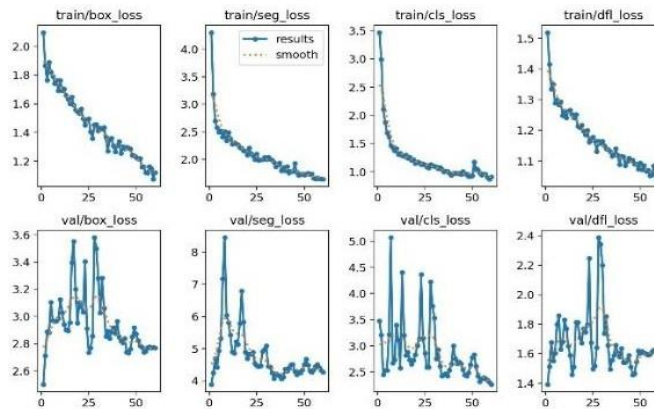 train/box_loss
train/seg_loss
train/cls_loss
train/dfl_loss
2.0
1.8
1.6
1.4
1.2
0 25 50
4.0
3.5
3.0
2.5
2.0
results
smooth
0 25 50
3.5
3.0
2.5
2.0
1.5
1.0
0 25 50
1.5
1.4
1.3
1.2
1.1
0 25 50
val/box_loss
val/seg_loss
val/cls_loss
val/dfl_loss
3.6
3.4
3.2
3.0
2.8
2.6
0 25 50
8
7
6
5
4
0 25 50
5.0
4.5
4.0
3.5
3.0
2.5
0 25 50
2.4
2.2
2.0
1.8
1.6
1.4
0 25 50